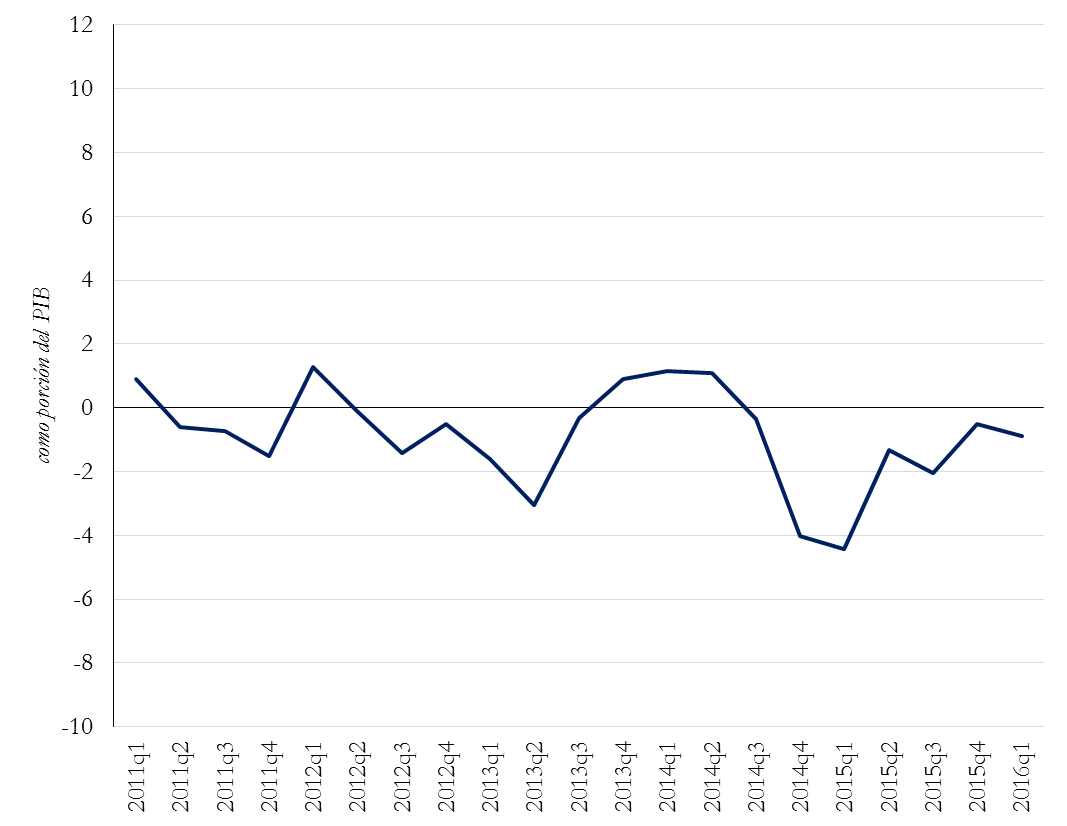 12
10
8
6
4
2
0
-2
-4
-6
-8
-10
como porción del PIB
2011q1
2011q2
2011q3
2011q4
2012q1
2012q2
2012q3
2012q4
2013q1
2013q2
2013q3
2013q4
2014q1
2014q2
2014q3
2014q4
2015q1
2015q2
2015q3
2015q4
2016q1